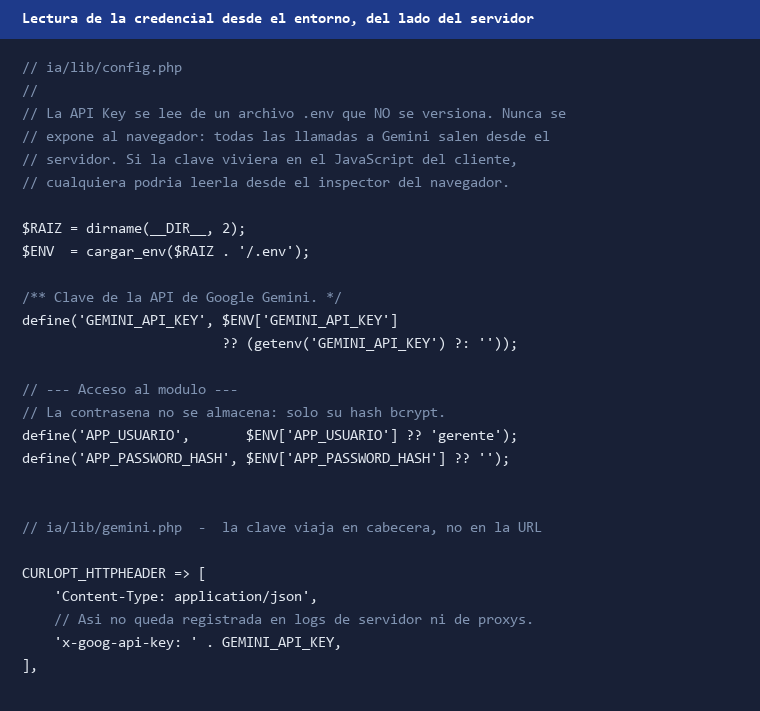 Lectura de la credencial desde el entorno, del lado del servidor
// ia/lib/config.php
//
// La API Key se lee de un archivo .env que NO se versiona. Nunca se
// expone al navegador: todas las llamadas a Gemini salen desde el
// servidor. Si la clave viviera en el JavaScript del cliente,
// cualquiera podria leerla desde el inspector del navegador.
$RAIZ = dirname(__DIR__, 2);
$ENV  = cargar_env($RAIZ . '/.env');
/** Clave de la API de Google Gemini. */
define('GEMINI_API_KEY', $ENV['GEMINI_API_KEY']
                         ?? (getenv('GEMINI_API_KEY') ?: ''));
// --- Acceso al modulo ---
// La contrasena no se almacena: solo su hash bcrypt.
define('APP_USUARIO',       $ENV['APP_USUARIO'] ?? 'gerente');
define('APP_PASSWORD_HASH', $ENV['APP_PASSWORD_HASH'] ?? '');
// ia/lib/gemini.php  -  la clave viaja en cabecera, no en la URL
CURLOPT_HTTPHEADER => [
    'Content-Type: application/json',
    // Asi no queda registrada en logs de servidor ni de proxys.
    'x-goog-api-key: ' . GEMINI_API_KEY,
],